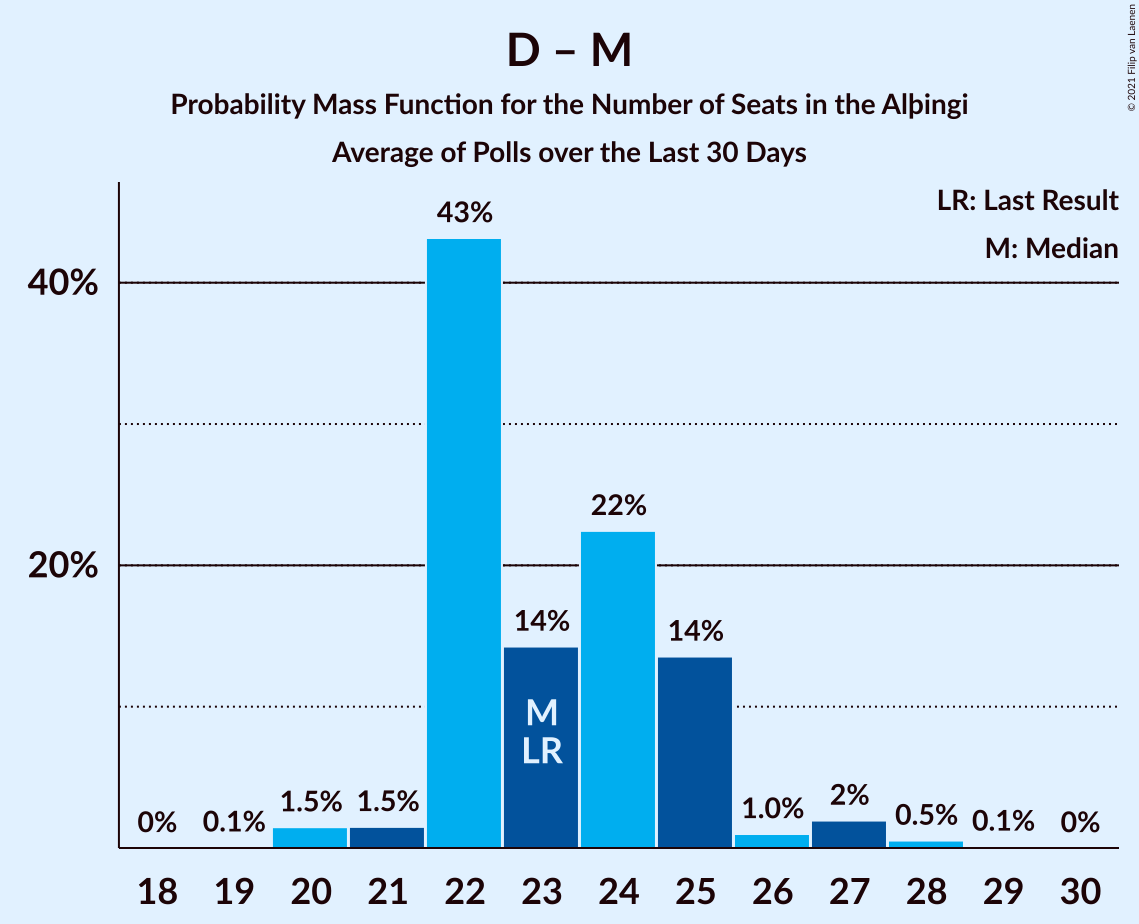 © 2021 Filip van Laenen
D – M
Probability Mass Function for the Number of Seats in the Alþingi
Average of Polls over the Last 30 Days
LR: Last Result
M: Median
43%
40%
22%
20%
14%
14%
M
LR
0%
0.1%
1.5%
1.5%
1.0%
2%
0.5%
0.1%
0%
18 19 20 21 22 23 24 25 26 27 28 29 30